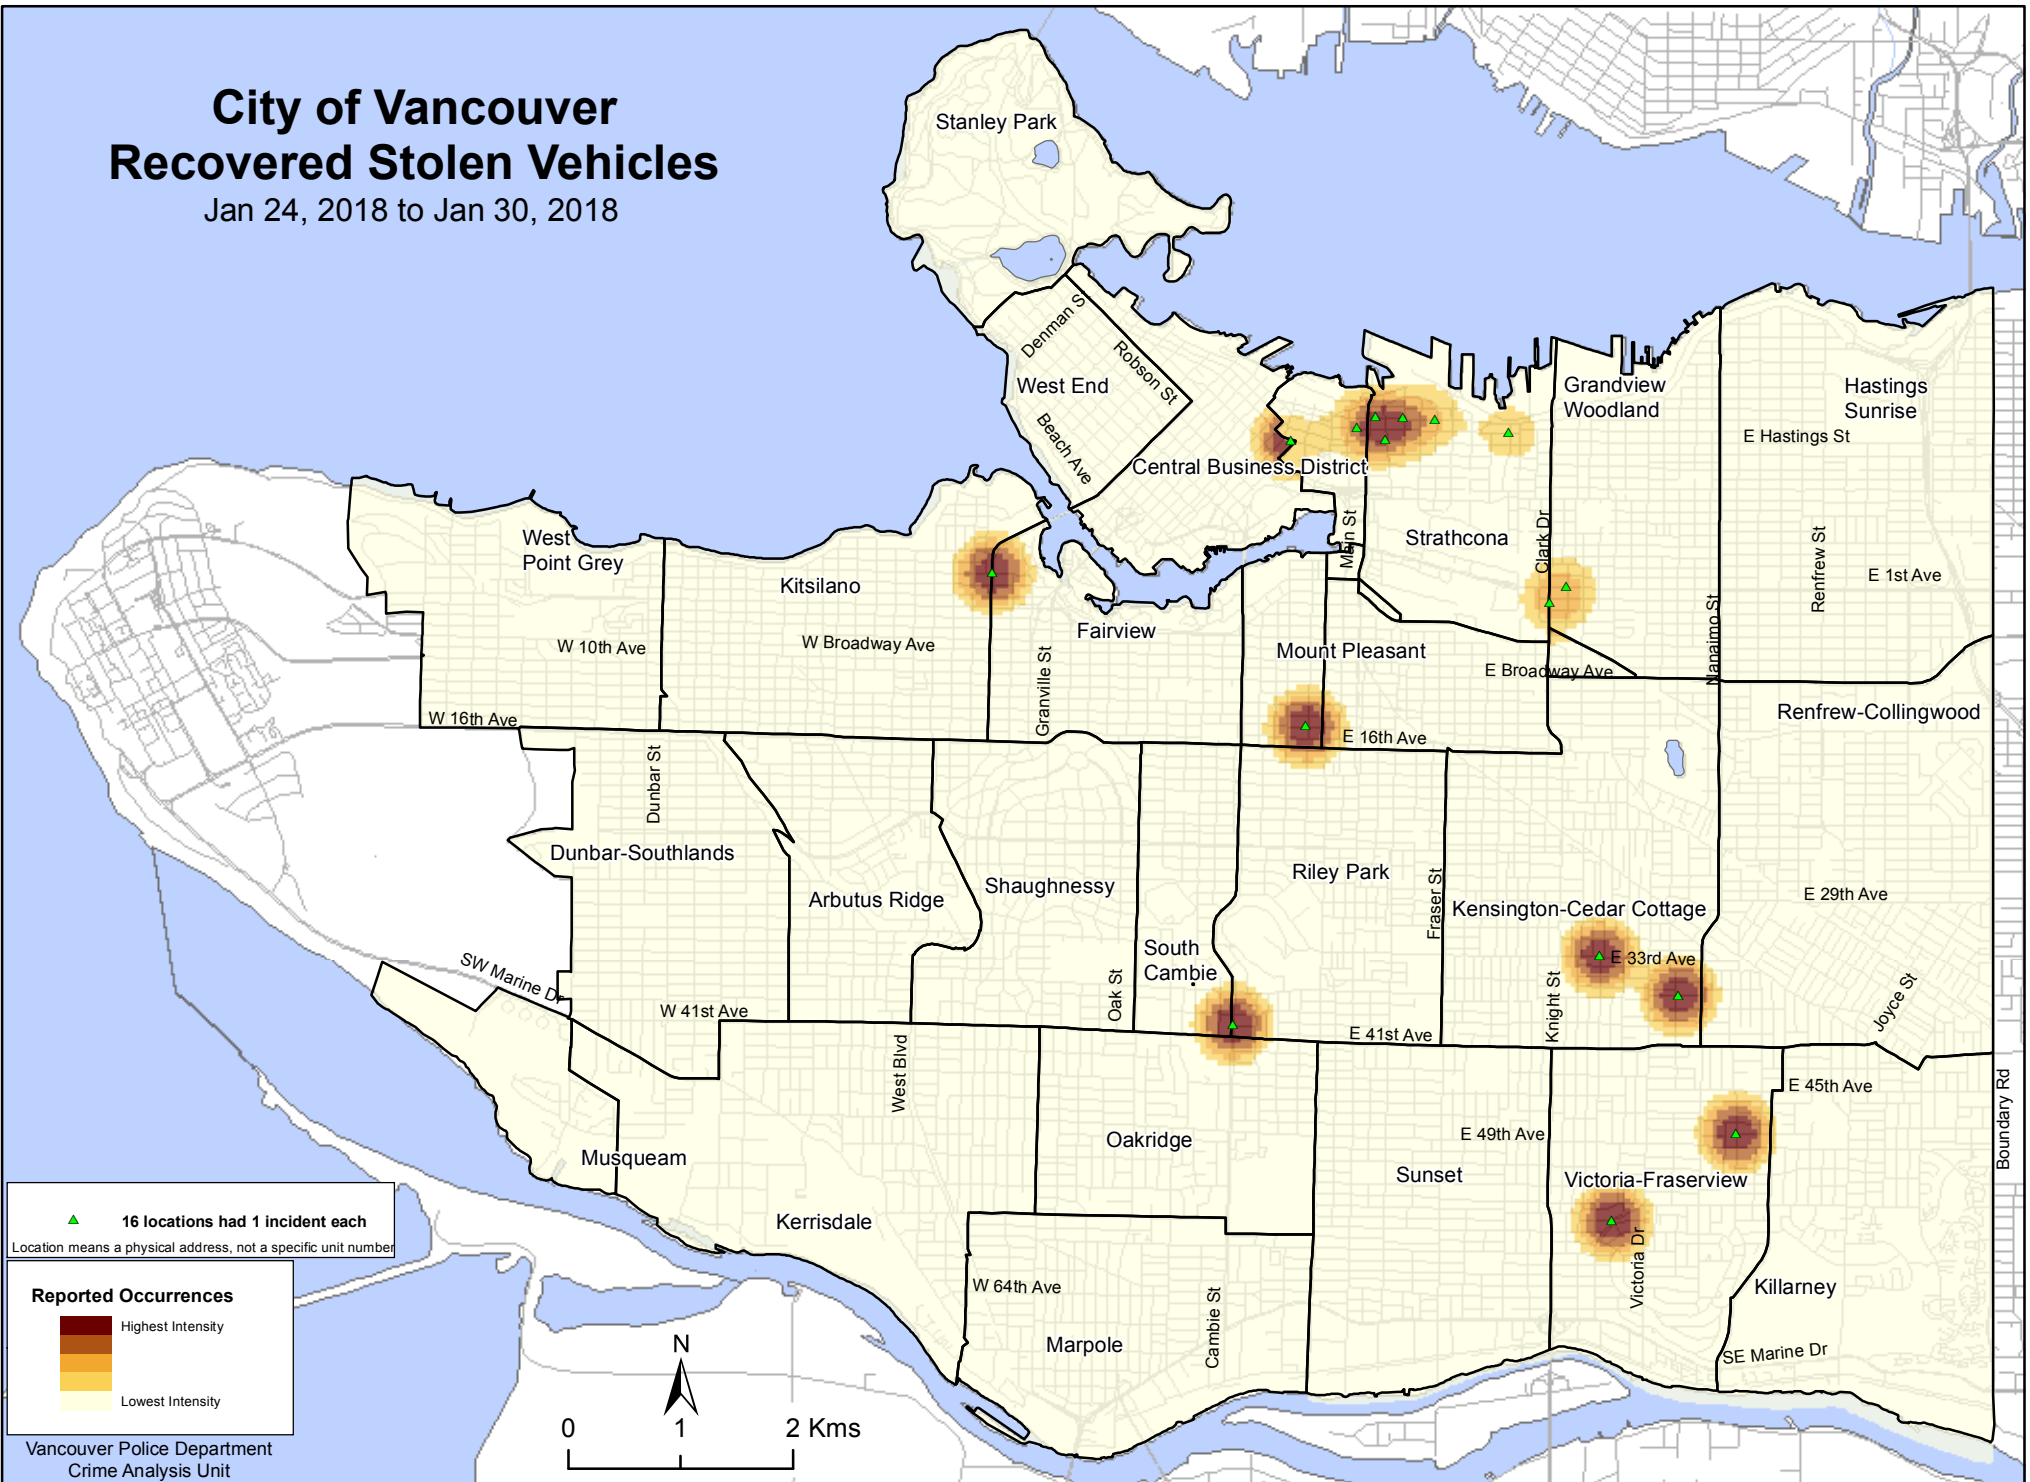 City of Vancouver
Recovered Stolen Vehicles
Jan 24, 2018 to Jan 30, 2018
Stanley Park
Denman S
Robson St
West End
Beach Ave
Central Business District
Grandview
Woodland
Hastings
Sunrise
E Hastings St
West
Point Grey
Kitsilano
Fairview
Main St
Strathcona
Clark Dr
Nanaimo St
Renfrew St
E 1st Ave
W 10th Ave
W Broadway Ave
Granville St
Mount Pleasant
E Broadway Ave
W 16th Ave
E 16th Ave
Renfrew-Collingwood
Dunbar St
Dunbar-Southlands
Arbutus Ridge
Shaughnessy
Riley Park
Fraser St
Kensington-Cedar Cottage
E 29th Ave
South
Cambie
E 33rd Ave
SW Marine Dr
W 41st Ave
Oak St
E 41st Ave
Knight St
Joyce St
West Blvd
E 45th Ave
Boundary Rd
Musqueam
Oakridge
E 49th Ave
Sunset
Victoria-Fraserview
Kerrisdale
Victoria Dr
W 64th Ave
Cambie St
Killarney
Marpole
SE Marine Dr
16 locations had 1 incident each
Location means a physical address, not a specific unit number
Reported Occurrences
Highest Intensity
Lowest Intensity
Vancouver Police Department
Crime Analysis Unit
N
0 1 2 Kms